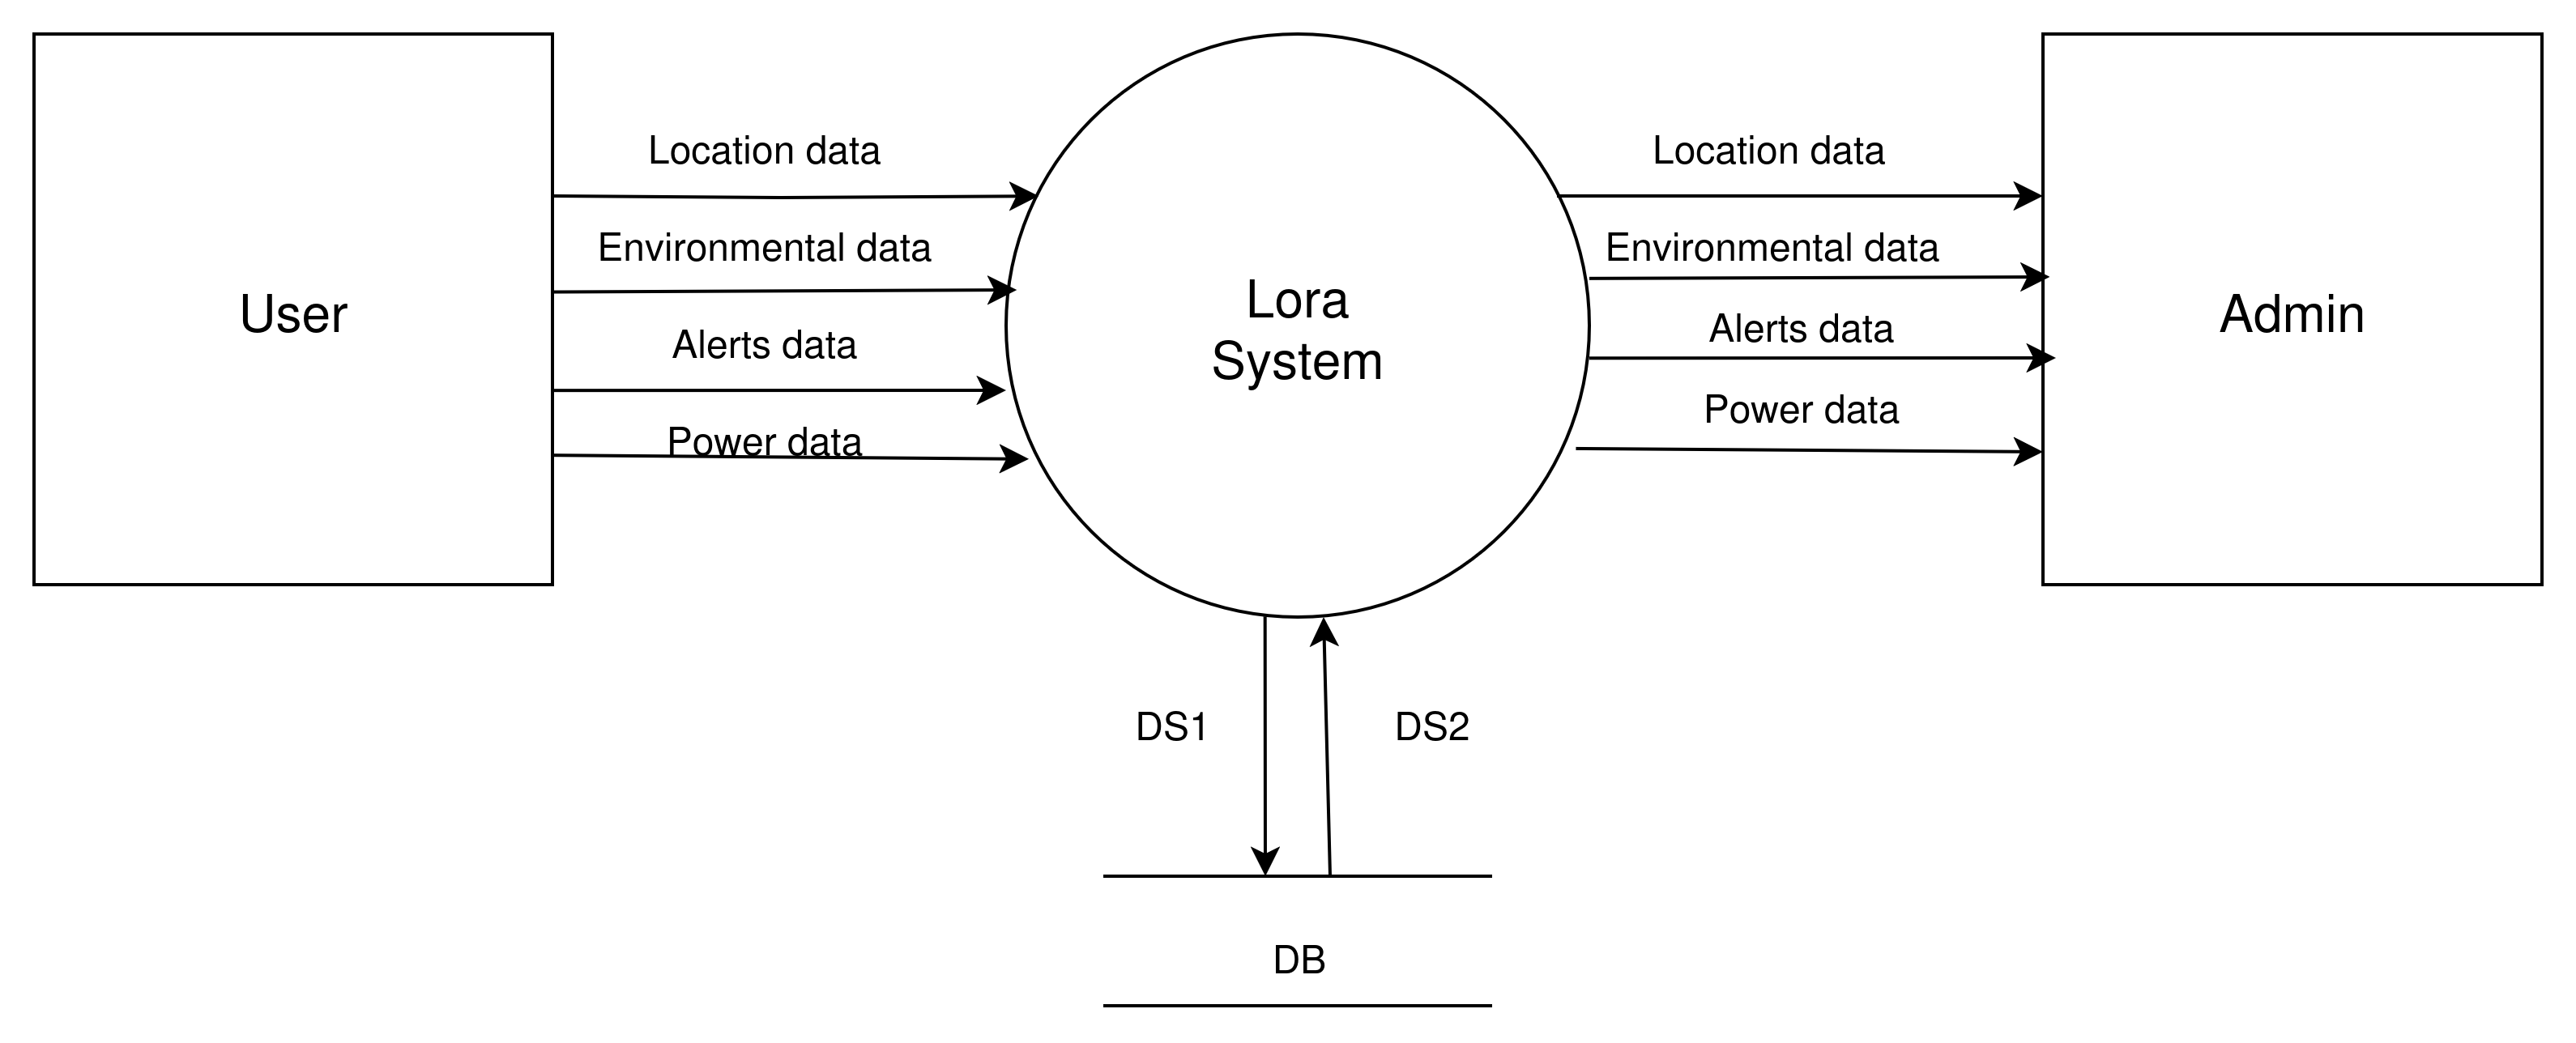 User
Location data
Environmental data
Alerts data
Power data
Lora
System
Location data
Environmental data
Alerts data
Power data
Admin
DS1
DS2
DB